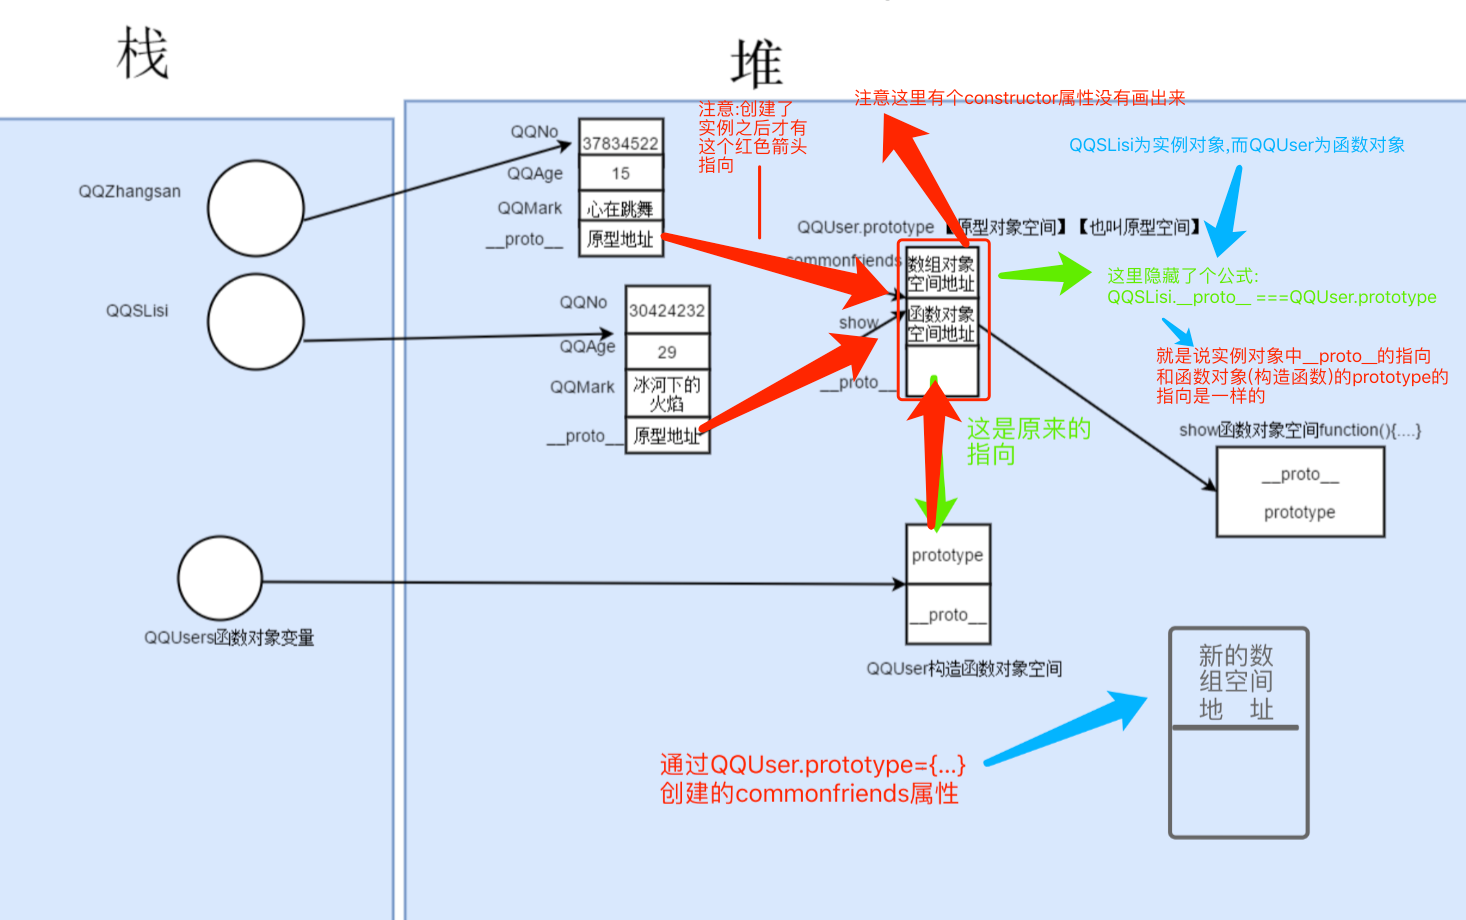 栈
堆
注意这里有个constructor属性没有画出来
注意:创建了
实例之后才有
这个红色箭头
指向
QQNo
37834522
QQAge
15
QQMark
心在跳舞
__proto__
原型地址
QQZhangsan
QQSLisi为实例对象,而QQUser为函数对象
QQUser.prototype 【原型对象空间】【也叫原型空间】
commonfriends
数组对象
空间地址
show
函数对象
空间地址
__proto__
这里隐藏了个公式:
QQSLisi.__proto__ ===QQUser.prototype
就是说实例对象中__proto__的指向
和函数对象(构造函数)的prototype的
指向是一样的
QQSLisi
QQNo
30424232
QQAge
29
QQMark
冰河下的
火焰
__proto__
原型地址
这是原来的
指向
show函数对象空间function(){....}
__proto__
prototype
prototype
__proto__
QQUser构造函数对象空间
QQUsers函数对象变量
新的数
组空间
地 址
通过QQUser.prototype={...}
创建的commonfriends属性